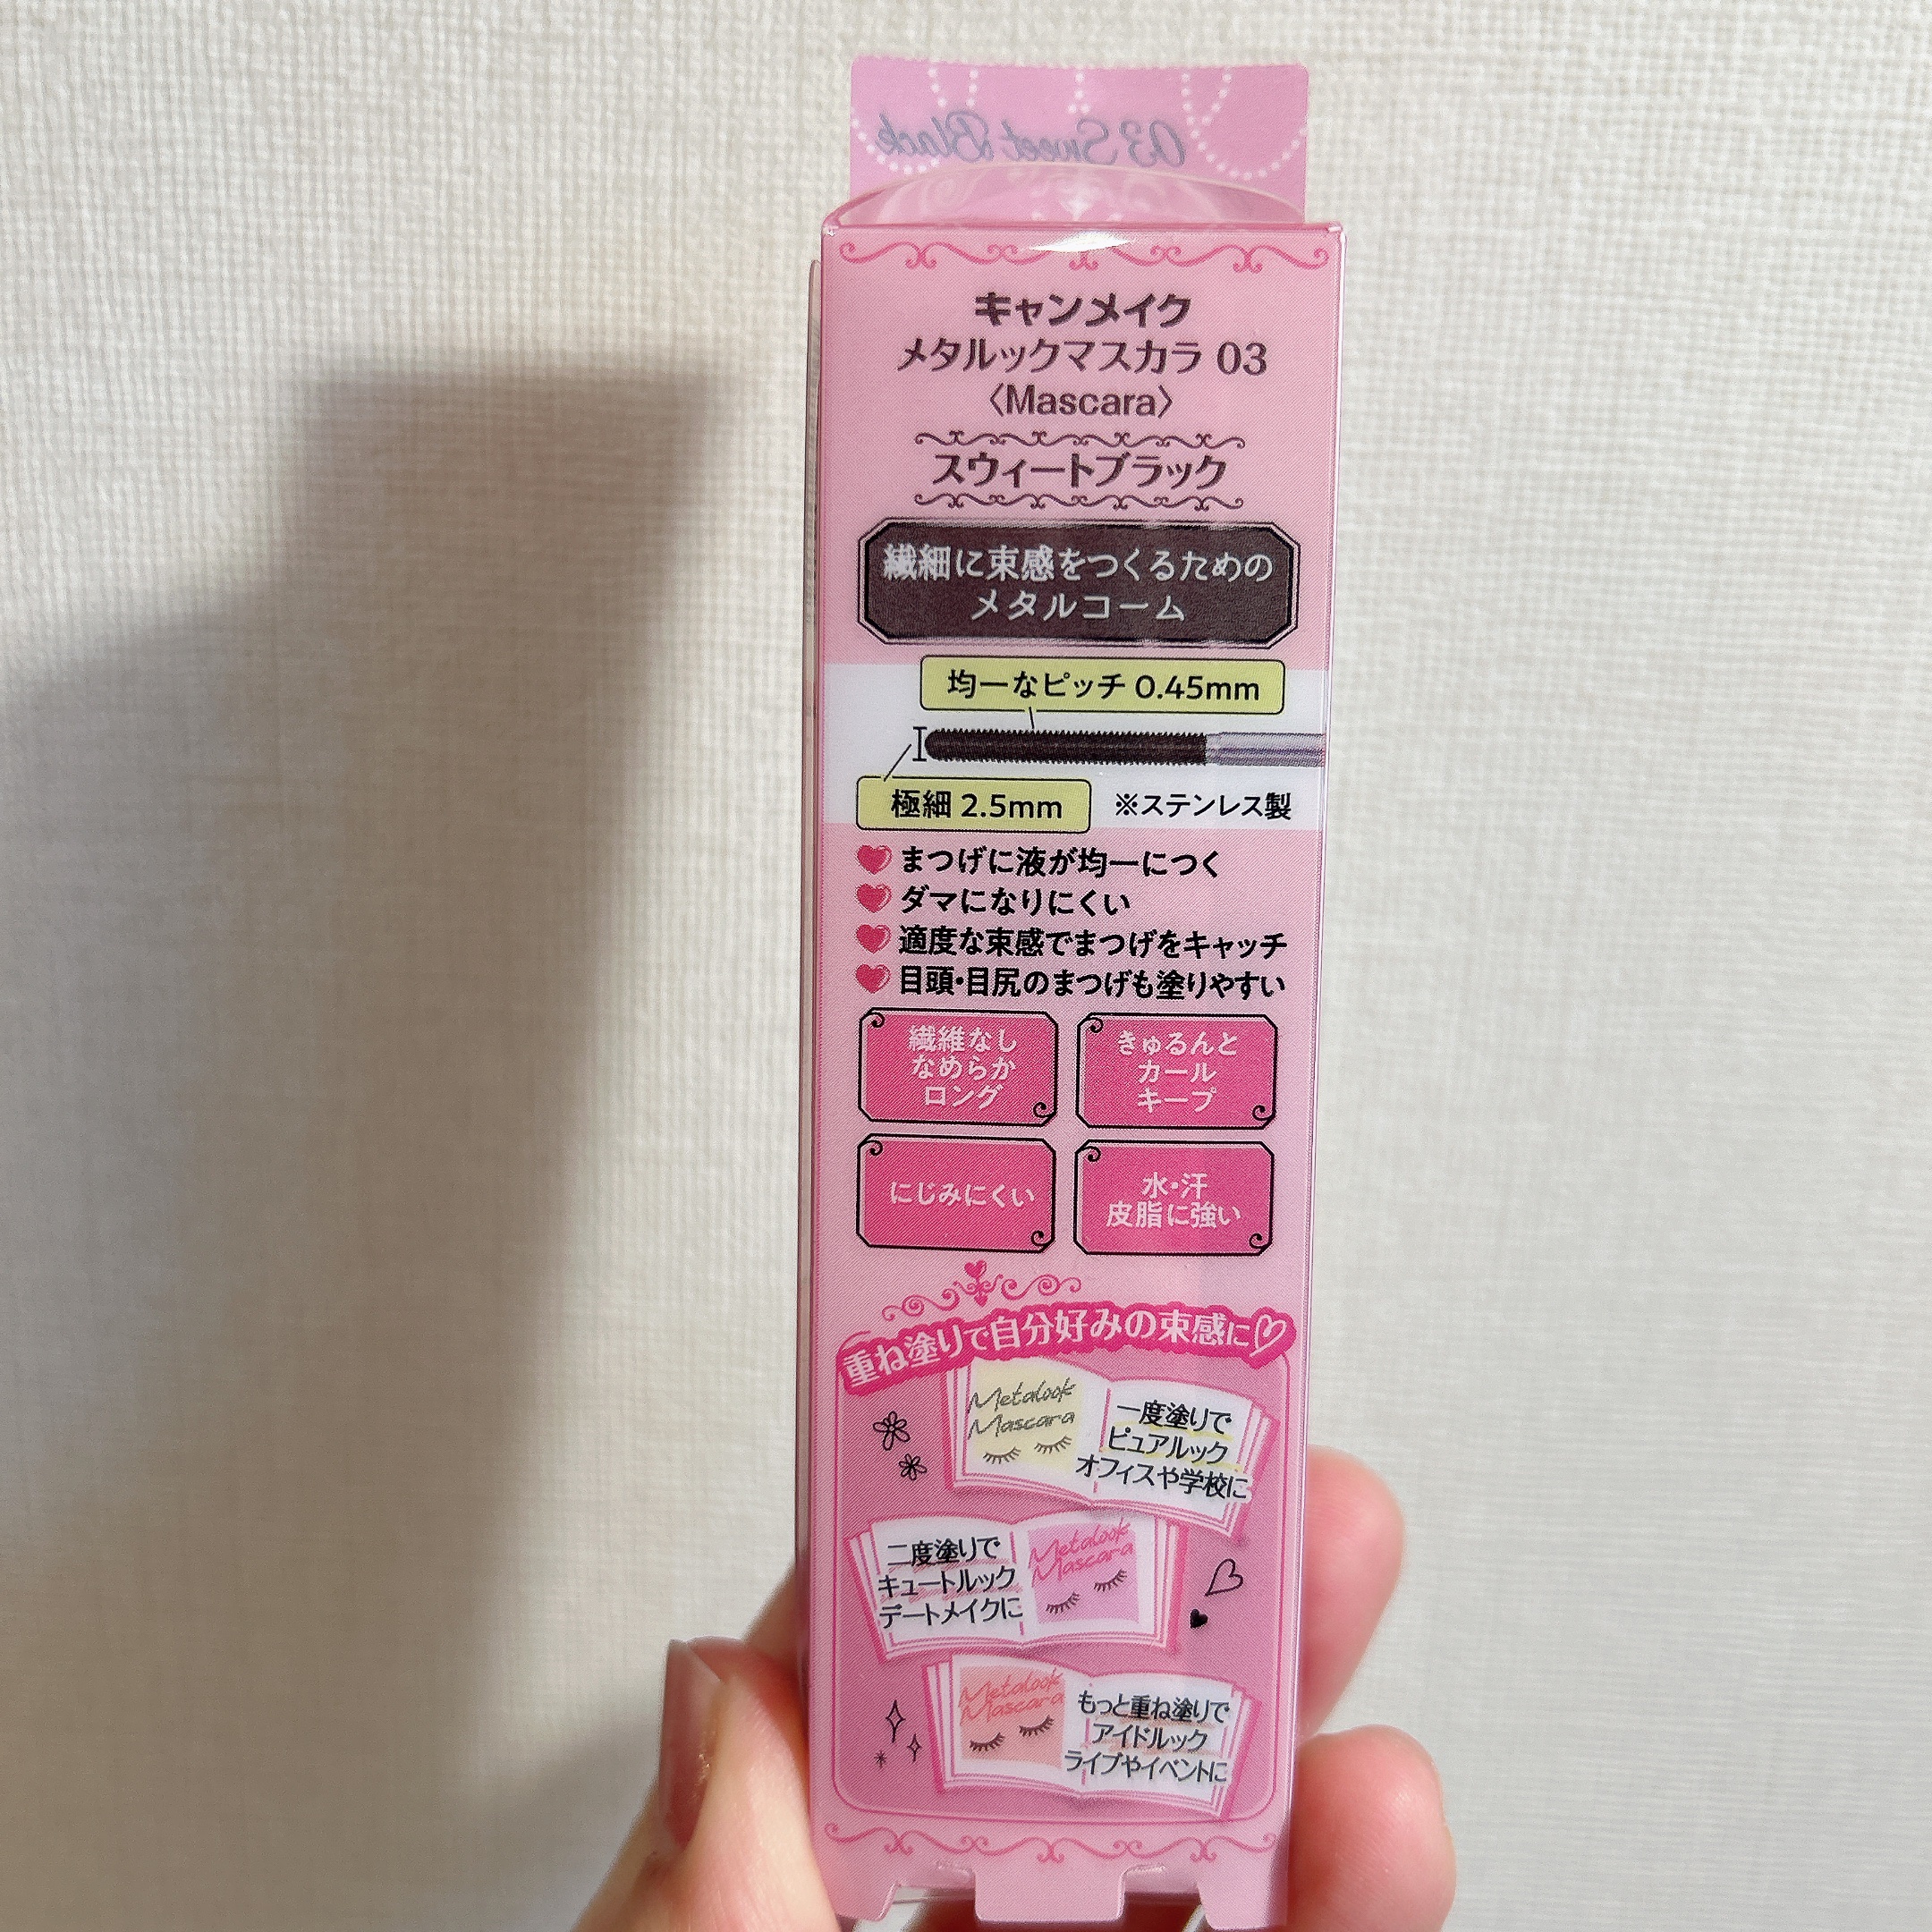 03 Sweet Black
キャンメイク
メタルックマスカラ 03
〈Mascara〉
スウィートブラック
繊細に束感をつくるための
メタルコーム
均一なピッチ 0.45mm
極細 2.5mm ※ステンレス製
まつげに液が均一につく
ダマになりにくい
適度な束感でまつげをキャッチ
目頭・目尻のまつげも塗りやすい
繊維なし
なめらか
ロング
きゅるんと
カール
キープ
にじみにくい
水・汗
皮脂に強い
重ね塗りで自分好みの束感に♡
Metalook
Mascara
一度塗りで
ピュアルック
オフィスや学校に
二度塗りで
キュートルック
デートメイクに
Metalook
Mascara
Metalook
Mascara
もっと重ね塗りで
アイドルック
ライブやイベントに